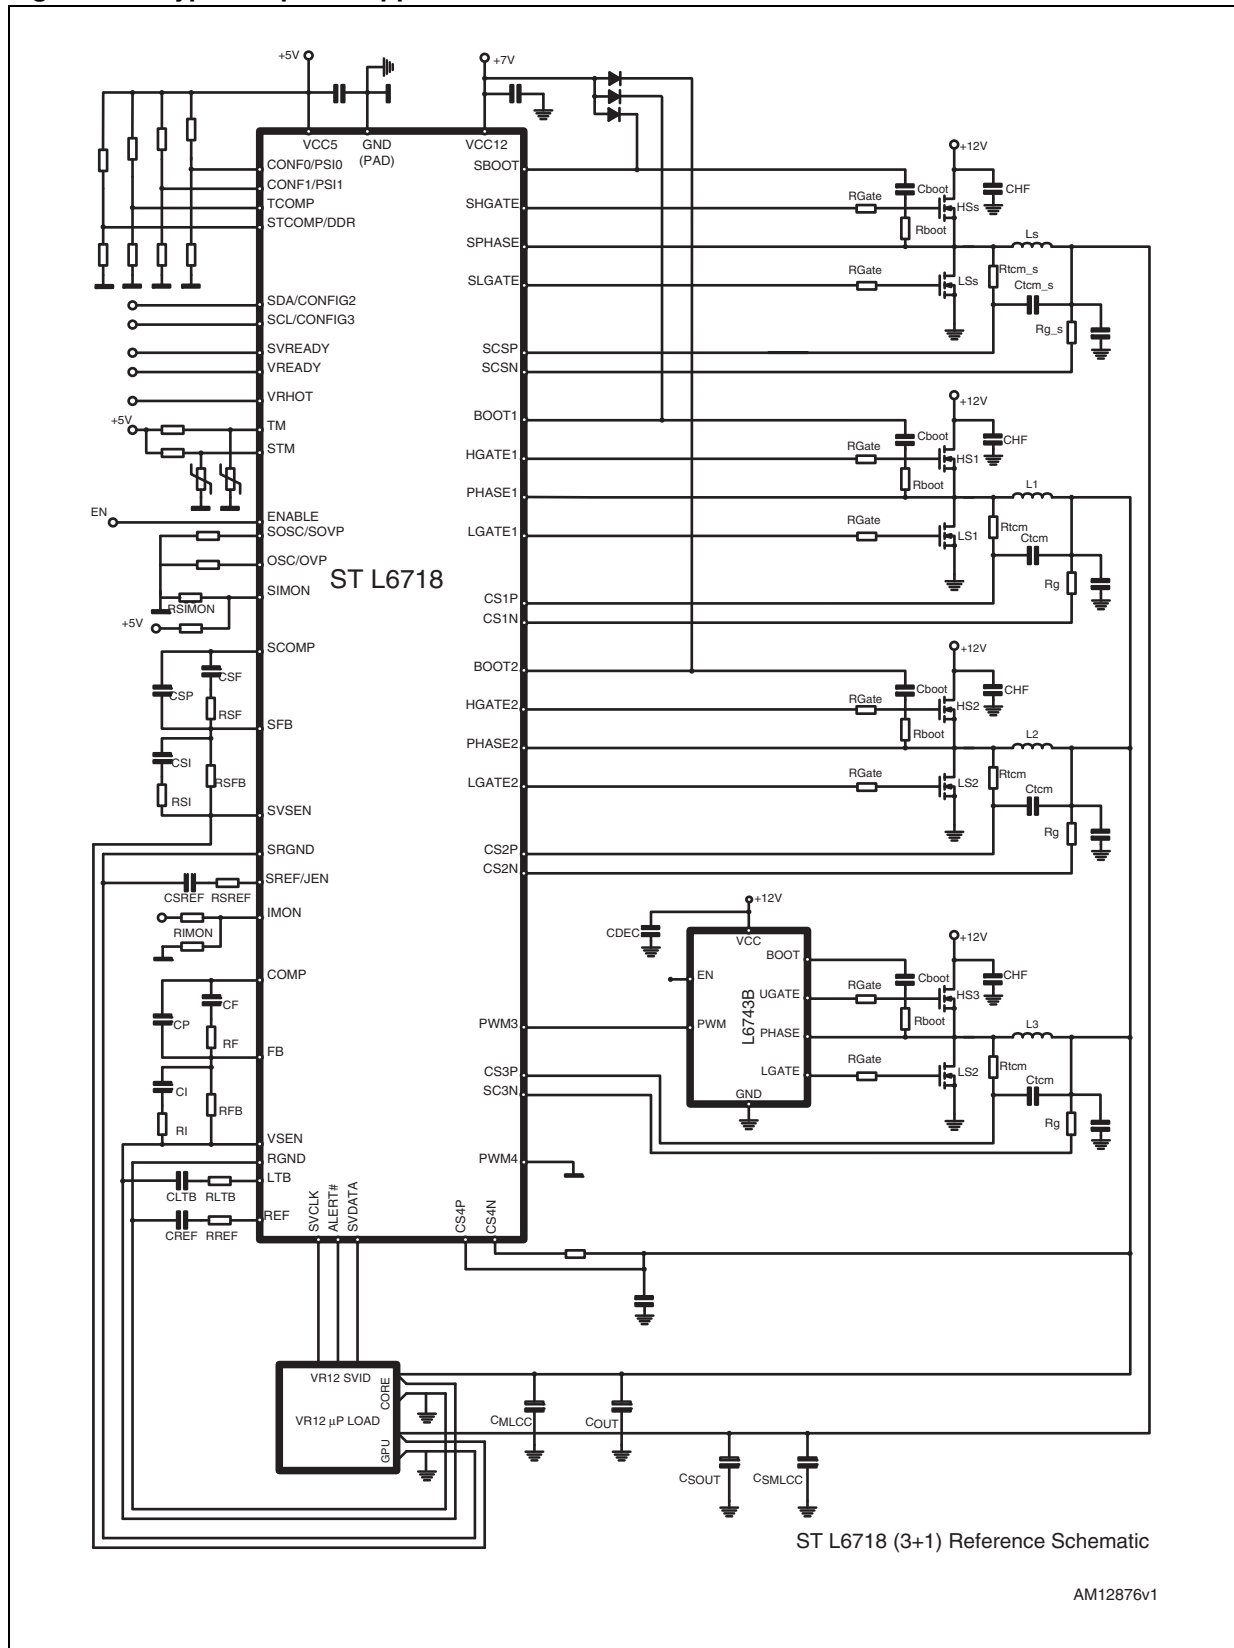 +5V
+7V
VCC5
GND
(PAD)
VCC12
CONF0/PSI0
CONF1/PSI1
TCOMP
STCOMP/DDR
SDA/CONFIG2
SCL/CONFIG3
SVREADY
VREADY
VRHOT
+5V
TM
STM
EN
ENABLE
SOSC/SOVP
OSC/OVP
SIMON
RSIMON
+5V
SCOMP
CSF
CSP
RSF
SFB
CSI
RSFB
RSI
SVSEN
SRGND
SREF/JEN
CSREF
RSREF
IMON
RIMON
COMP
CF
CP
RF
FB
CI
RFB
RI
VSEN
RGND
LTB
CLTB
RLTB
REF
CREF
RREF
ST L6718
SBOOT
SHGATE
SPHASE
SLGATE
SCSP
SCSN
BOOT1
HGATE1
PHASE1
LGATE1
CS1P
CS1N
BOOT2
HGATE2
PHASE2
LGATE2
CS2P
CS2N
PWM3
CS3P
SC3N
PWM4
SVCLK
ALERT#
SVDATA
CS4P
CS4N
+12V
Cboot
CHF
RGate
HSs
Rboot
Ls
RGate
LSs
Rtcm_s
Ctcm_s
Rg_s
+12V
Cboot
CHF
RGate
HS1
Rboot
L1
RGate
LS1
Rtcm
Ctcm
Rg
+12V
Cboot
CHF
RGate
HS2
Rboot
L2
RGate
LS2
Rtcm
Ctcm
Rg
+12V
CDEC
VCC
BOOT
EN
UGATE
PWM
L6743B
PHASE
LGATE
GND
+12V
Cboot
CHF
RGate
HS3
Rboot
L3
RGate
LS2
Rtcm
Ctcm
Rg
VR12 SVID
CORE
VR12 µP LOAD
GPU
CMLCC
COUT
CSOUT
CSMLCC
ST L6718 (3+1) Reference Schematic
AM12876v1